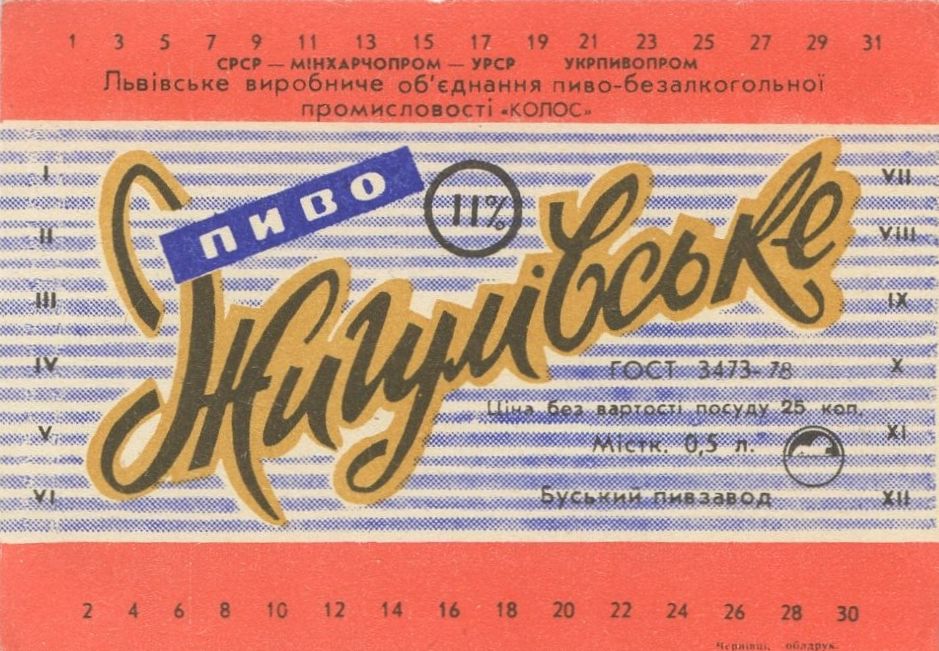 1 3 5 7 9 11 13 15 17 19 21 23 25 27 29 31
СРСР — МІНХАРЧОПРОМ — УРСР УКРПИВОПРОМ
Львівське виробниче об'єднання пиво-безалкогольної
промисловості «КОЛОС»
I
II
III
IV
V
VI
ПИВО
11%
Жигулівське
VII
VIII
IX
X
XI
XII
ГОСТ 3473-78
Ціна без вартості посуду 25 коп.
Містк. 0,5 л.
Буський пивзавод
2 4 6 8 10 12 14 16 18 20 22 24 26 28 30
Чернівці, облдрук.